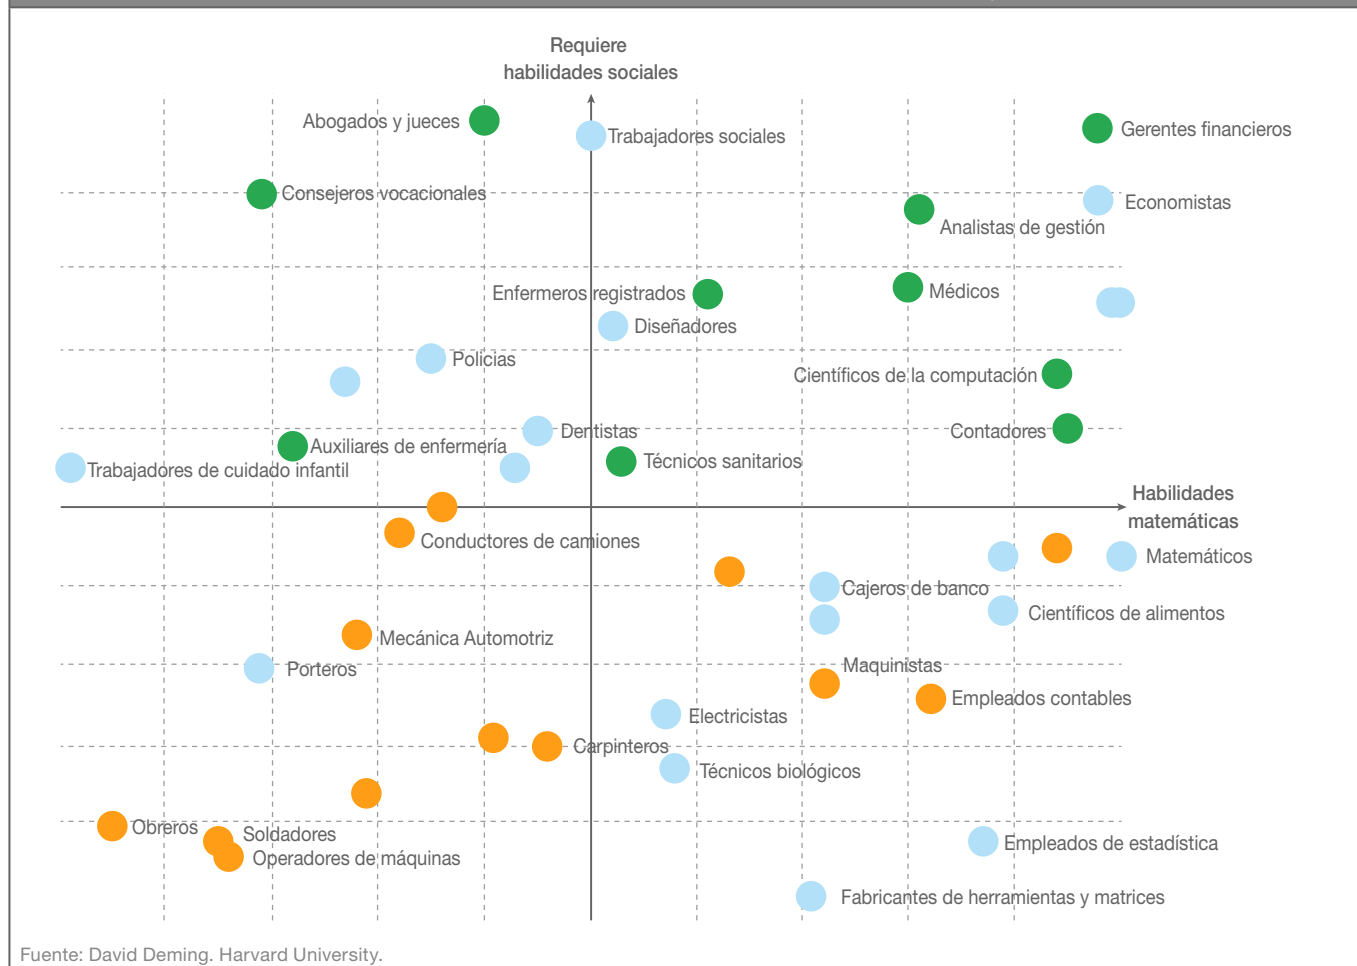 Requiere
habilidades sociales
Abogados y jueces
Trabajadores sociales
Gerentes financieros
Consejeros vocacionales
Economistas
Analistas de gestión
Enfermeros registrados
Médicos
Diseñadores
Policias
Científicos de la computación
Dentistas
Contadores
Auxiliares de enfermería
Técnicos sanitarios
Trabajadores de cuidado infantil
Habilidades
matemáticas
Conductores de camiones
Matemáticos
Cajeros de banco
Científicos de alimentos
Mecánica Automotriz
Porteros
Maquinistas
Empleados contables
Electricistas
Carpinteros
Técnicos biológicos
Obreros
Soldadores
Operadores de máquinas
Empleados de estadística
Fabricantes de herramientas y matrices
Fuente: David Deming. Harvard University.